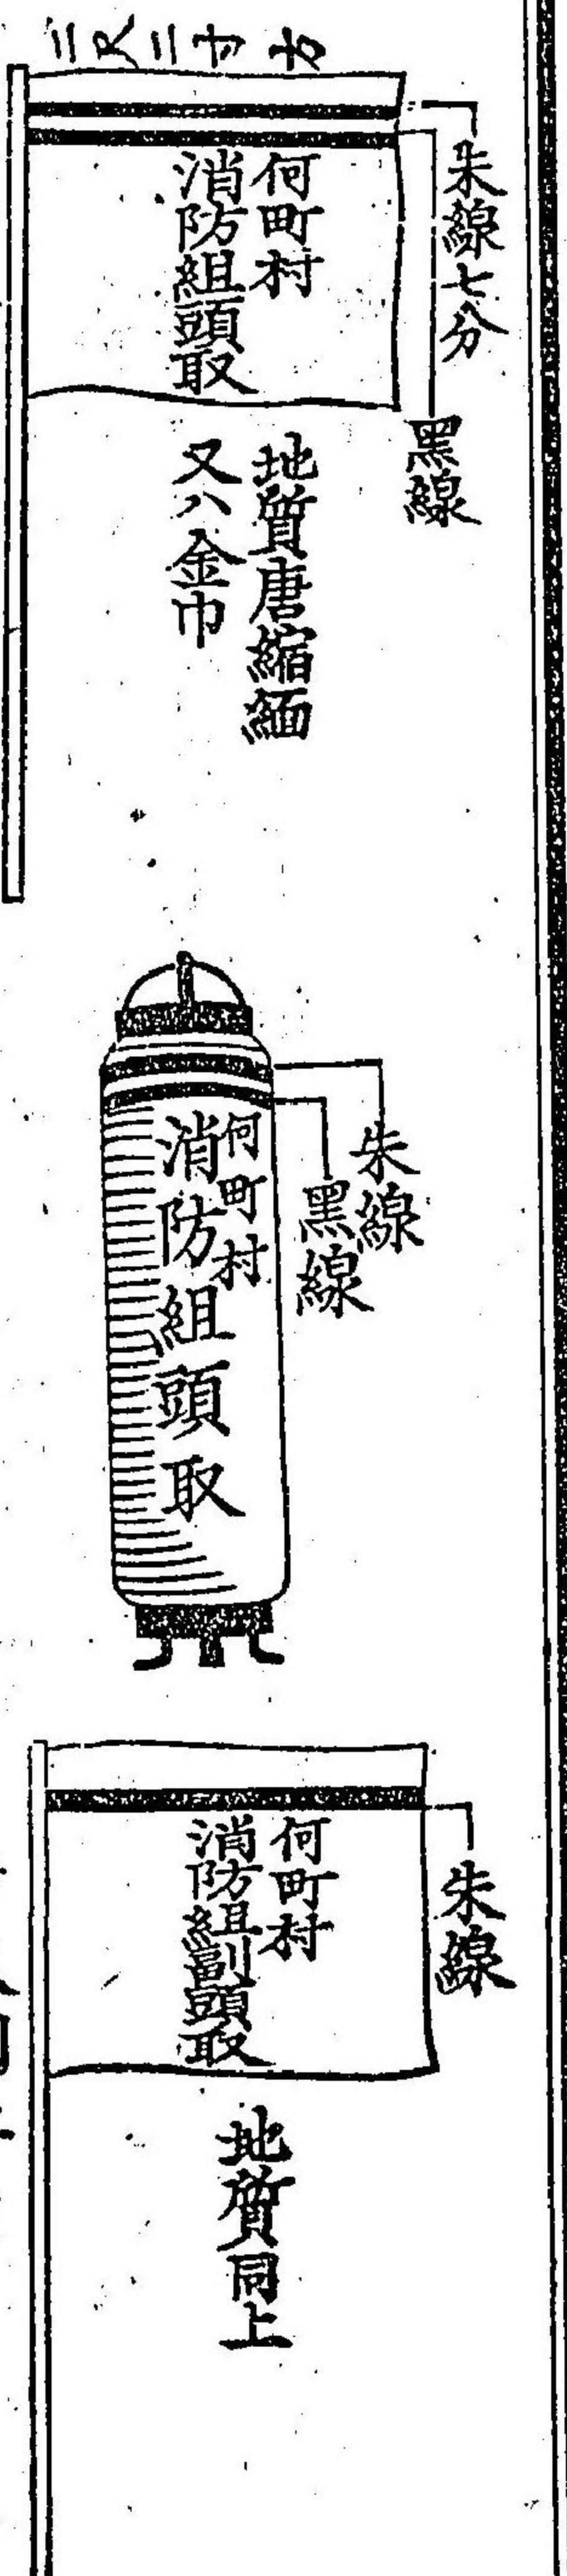 朱線七分
黑線
何町村
消防組頭取
地質唐縮緬
又ハ金巾
朱線
黑線
何町村
消防組頭取
朱線
何町村
消防組副頭取
地質同上